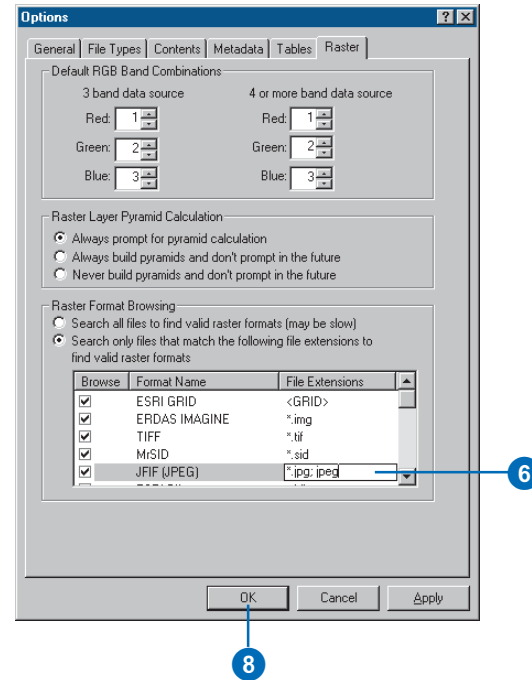 Options
General File Types Contents Metadata Tables Raster
Default RGB Band Combinations
3 band data source 4 or more band data source
Red: 1 Red: 1
Green: 2 Green: 2
Blue: 3 Blue: 3
Raster Layer Pyramid Calculation
Always prompt for pyramid calculation
Always build pyramids and don't prompt in the future
Never build pyramids and don't prompt in the future
Raster Format Browsing
Search all files to find valid raster formats (may be slow)
Search only files that match the following file extensions to
find valid raster formats
Browse Format Name File Extensions
ESRI GRID <GRID>
ERDAS IMAGINE *.img
TIFF *.tif
MrSID *.sid
JFIF (JPEG) *.jpg; jpeg
6
OK Cancel Apply
8